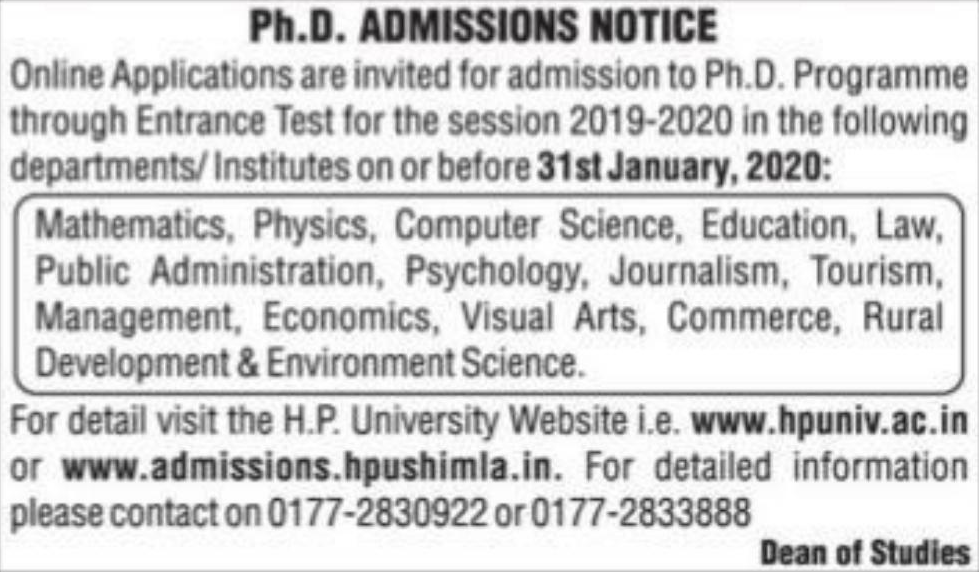 Ph.D. ADMISSIONS NOTICE
Online Applications are invited for admission to Ph.D. Programme
through Entrance Test for the session 2019-2020 in the following
departments/ Institutes on or before 31st January, 2020:
Mathematics, Physics, Computer Science, Education, Law,
Public Administration, Psychology, Journalism, Tourism,
Management, Economics, Visual Arts, Commerce, Rural
Development & Environment Science.
For detail visit the H.P. University Website i.e. www.hpuniv.ac.in
or www.admissions.hpushimla.in. For detailed information
please contact on 0177-2830922 or 0177-2833888
Dean of Studies